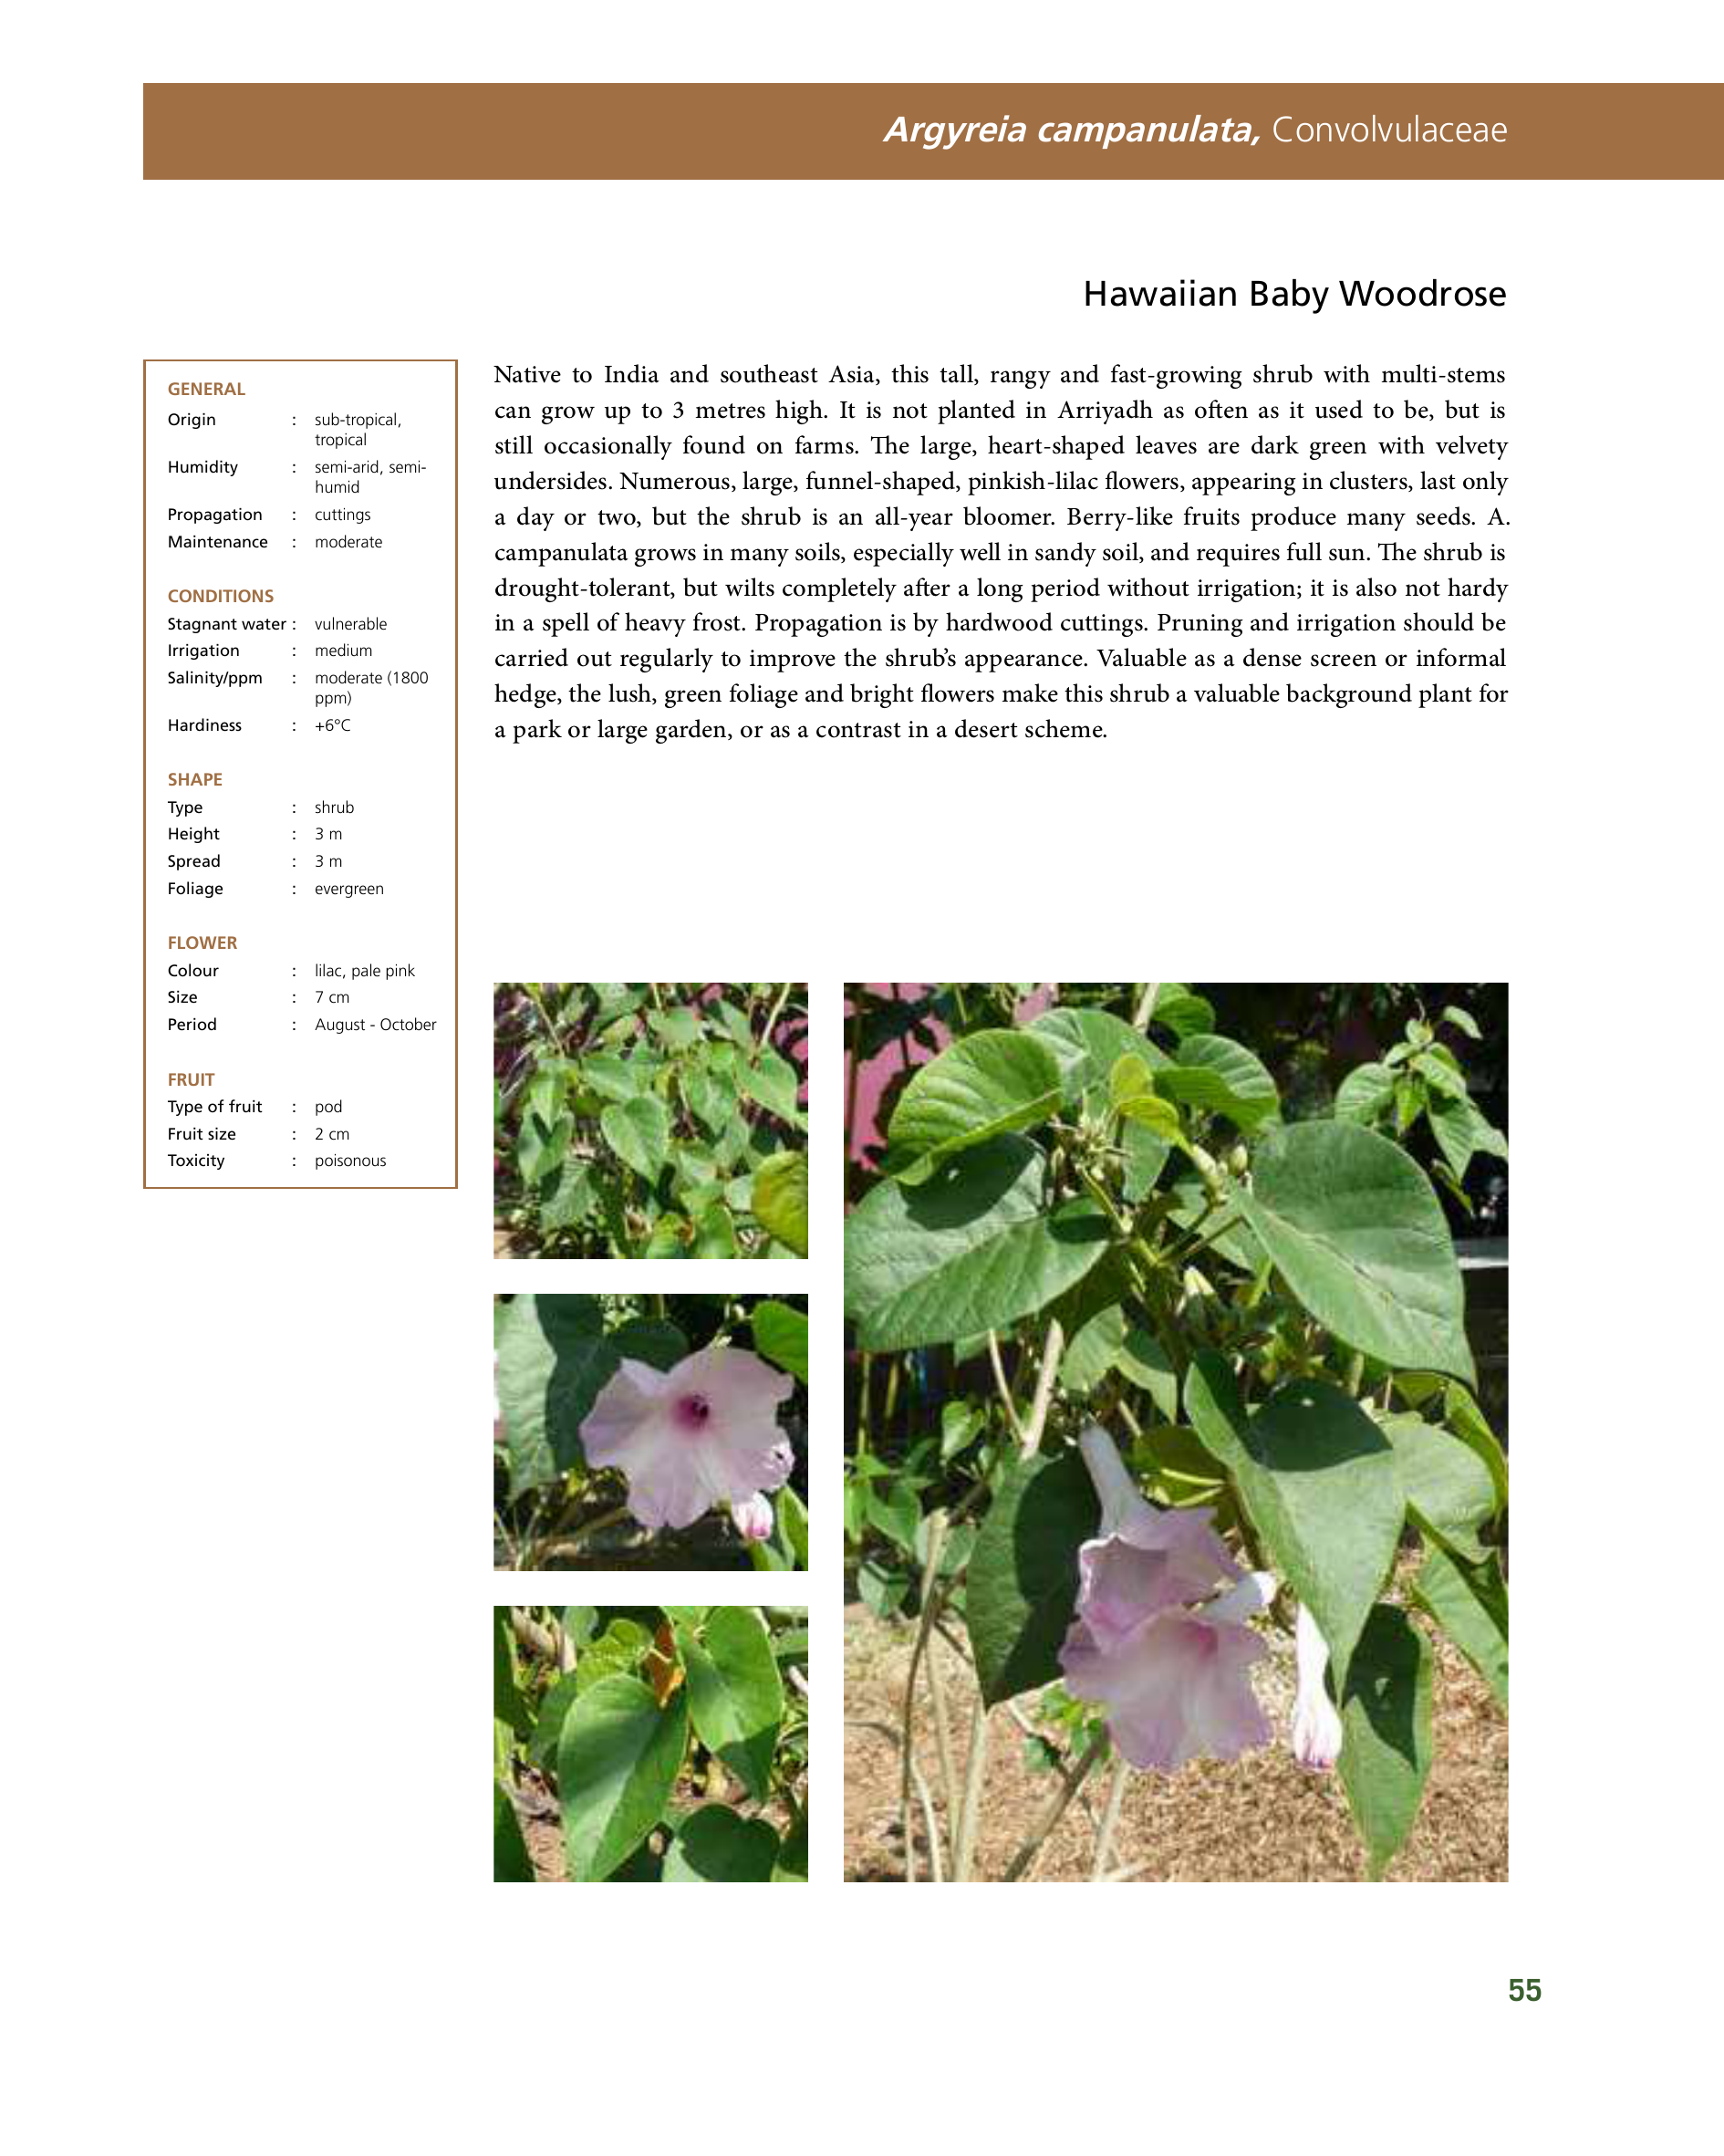 Argyreia campanulata, Convolvulaceae
Hawaiian Baby Woodrose
GENERAL
Origin : sub-tropical,
tropical
Humidity : semi-arid, semi-
humid
Propagation : cuttings
Maintenance : moderate
CONDITIONS
Stagnant water : vulnerable
Irrigation : medium
Salinity/ppm : moderate (1800
ppm)
Hardiness : +6°C
SHAPE
Type : shrub
Height : 3 m
Spread : 3 m
Foliage : evergreen
FLOWER
Colour : lilac, pale pink
Size : 7 cm
Period : August - October
FRUIT
Type of fruit : pod
Fruit size : 2 cm
Toxicity : poisonous
Native to India and southeast Asia, this tall, rangy and fast-growing shrub with multi-stems
can grow up to 3 metres high. It is not planted in Arriyadh as often as it used to be, but is
still occasionally found on farms. The large, heart-shaped leaves are dark green with velvety
undersides. Numerous, large, funnel-shaped, pinkish-lilac flowers, appearing in clusters, last only
a day or two, but the shrub is an all-year bloomer. Berry-like fruits produce many seeds. A.
campanulata grows in many soils, especially well in sandy soil, and requires full sun. The shrub is
drought-tolerant, but wilts completely after a long period without irrigation; it is also not hardy
in a spell of heavy frost. Propagation is by hardwood cuttings. Pruning and irrigation should be
carried out regularly to improve the shrub’s appearance. Valuable as a dense screen or informal
hedge, the lush, green foliage and bright flowers make this shrub a valuable background plant for
a park or large garden, or as a contrast in a desert scheme.
55